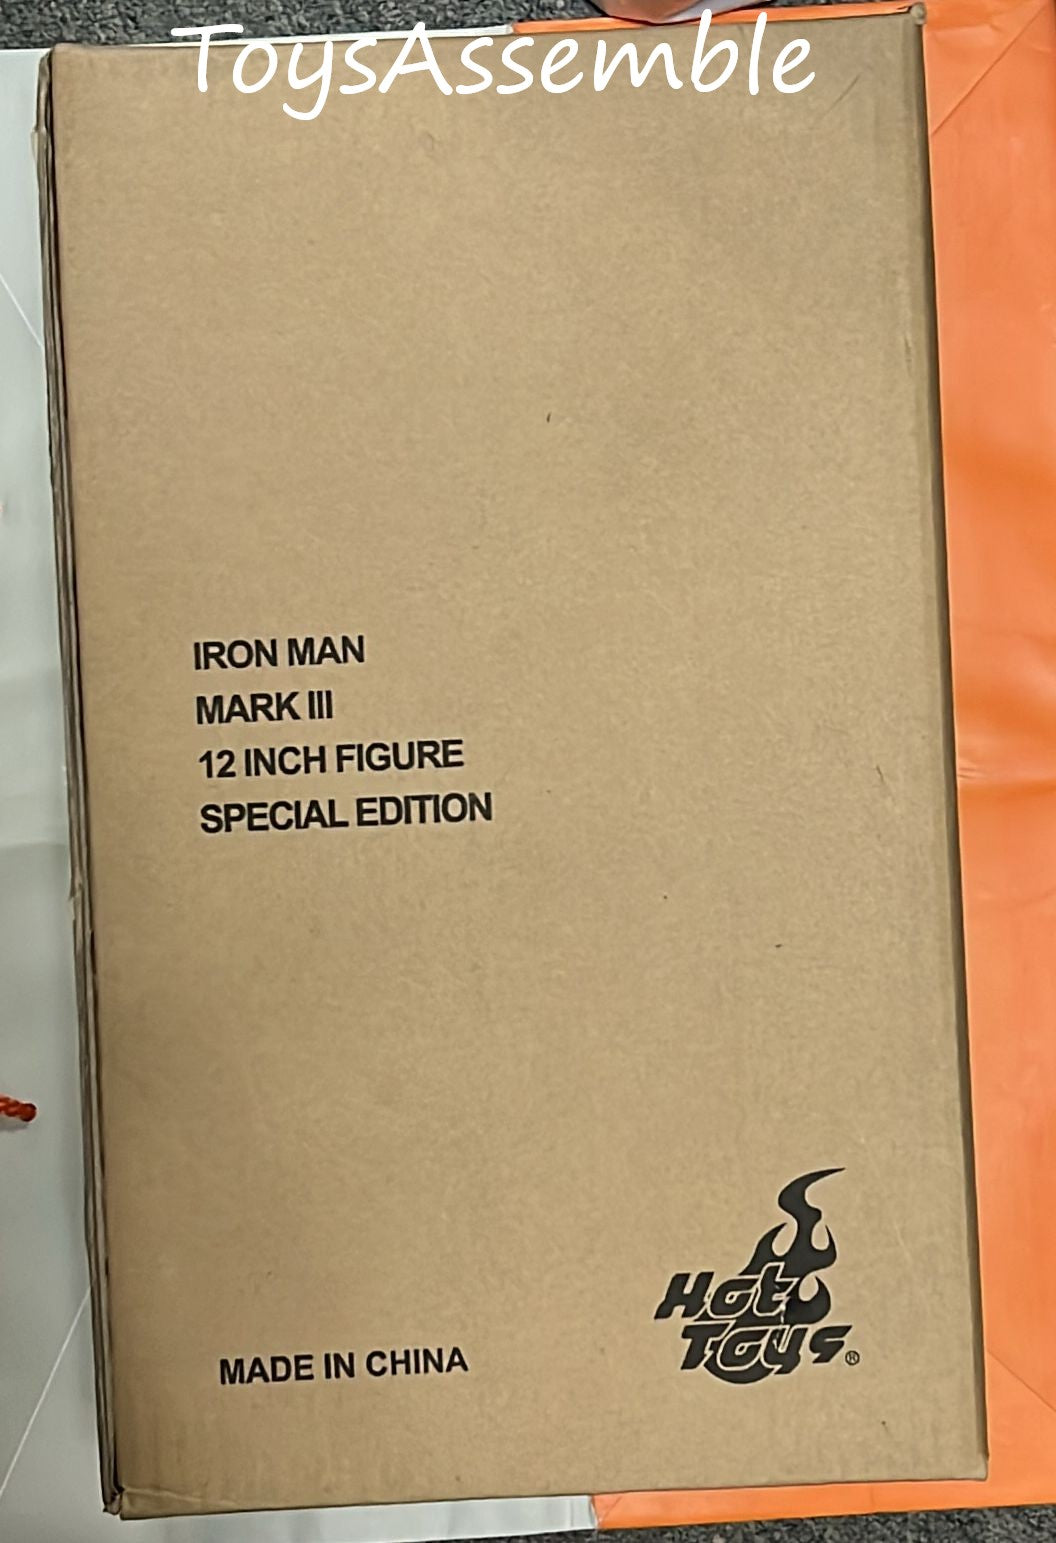 ToysAssemble
IRON MAN
MARK III
12 INCH FIGURE
SPECIAL EDITION
Hot
Toys®
MADE IN CHINA